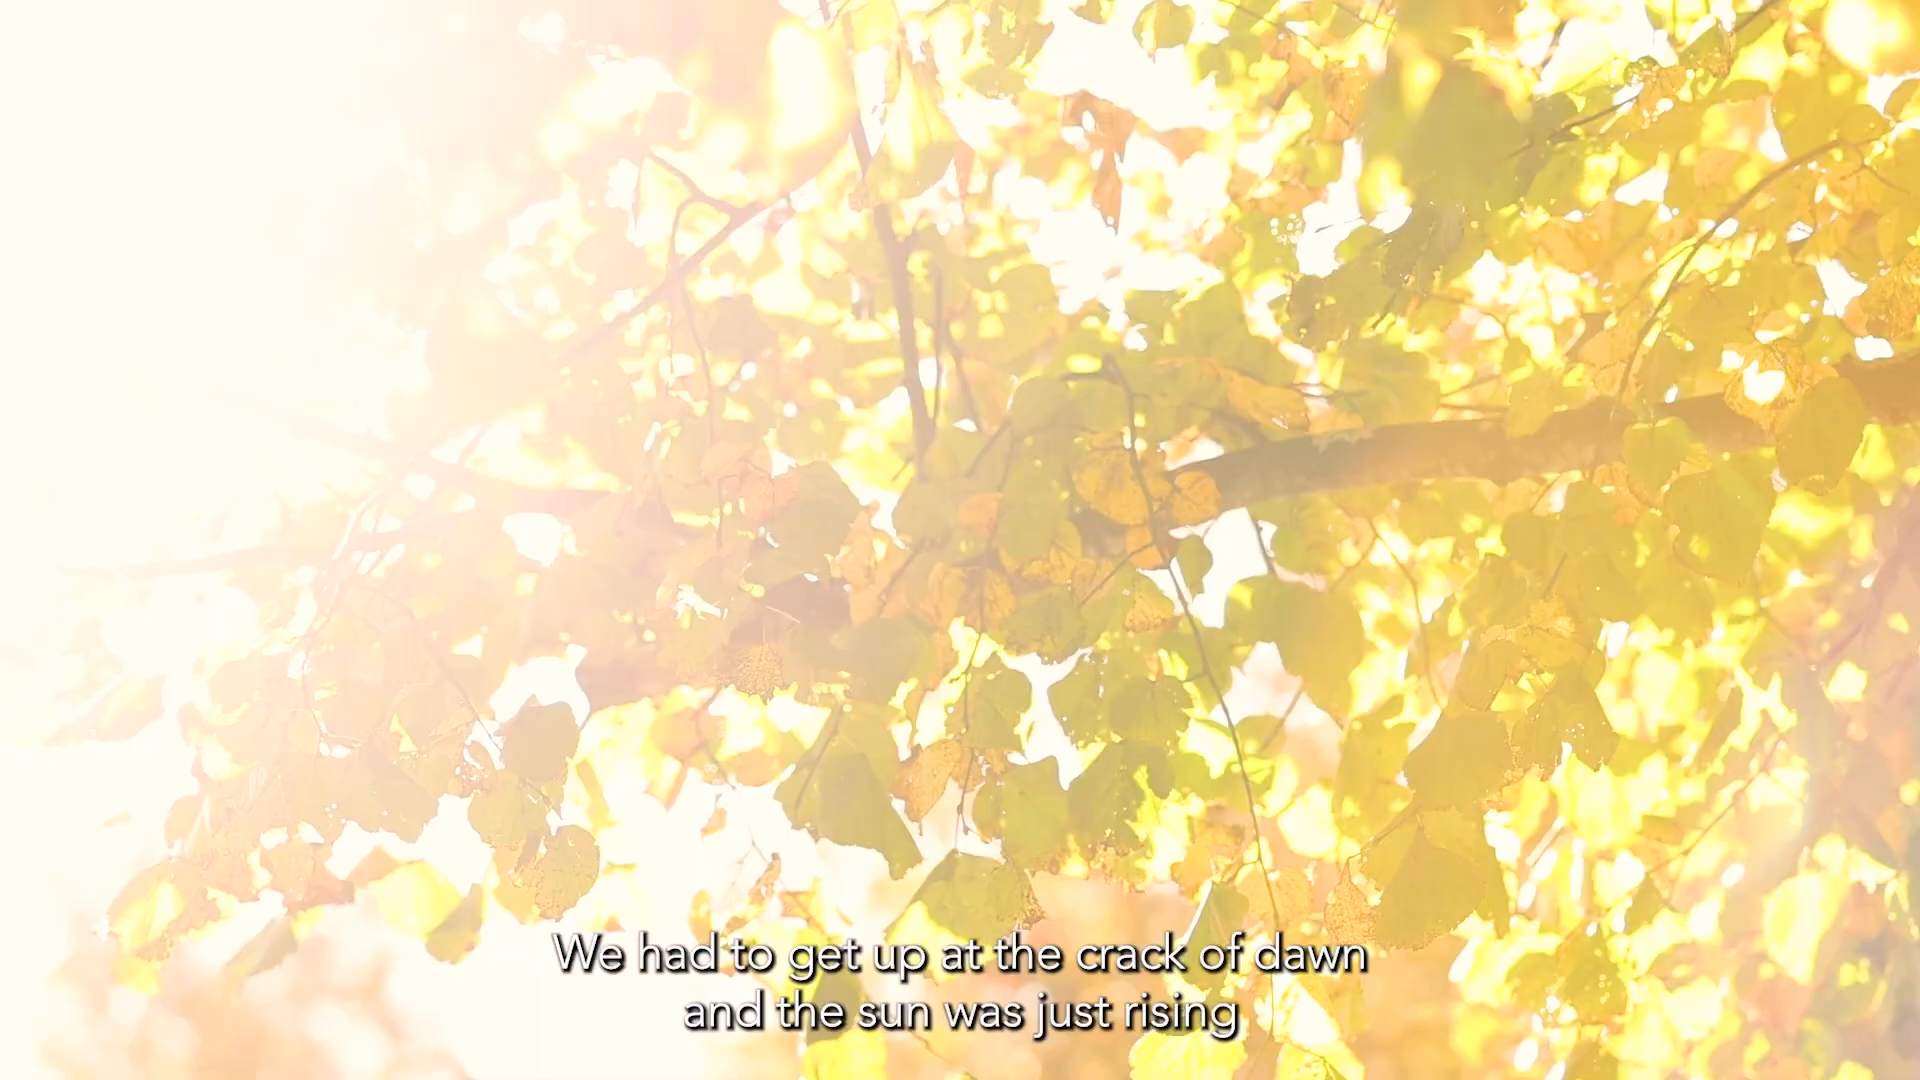 We had to get up at the crack of dawn
and the sun was just rising